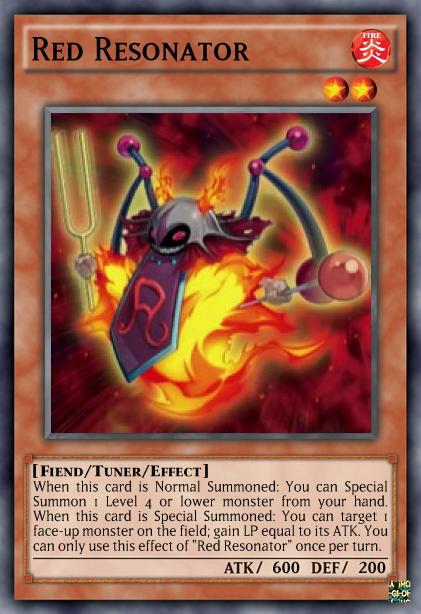 RED RESONATOR
FIRE
炎
[FIEND/TUNER/EFFECT]
When this card is Normal Summoned: You can Special
Summon 1 Level 4 or lower monster from your hand.
When this card is Special Summoned: You can target 1
face-up monster on the field; gain LP equal to its ATK. You
can only use this effect of "Red Resonator" once per turn.
ATK/ 600 DEF/ 200